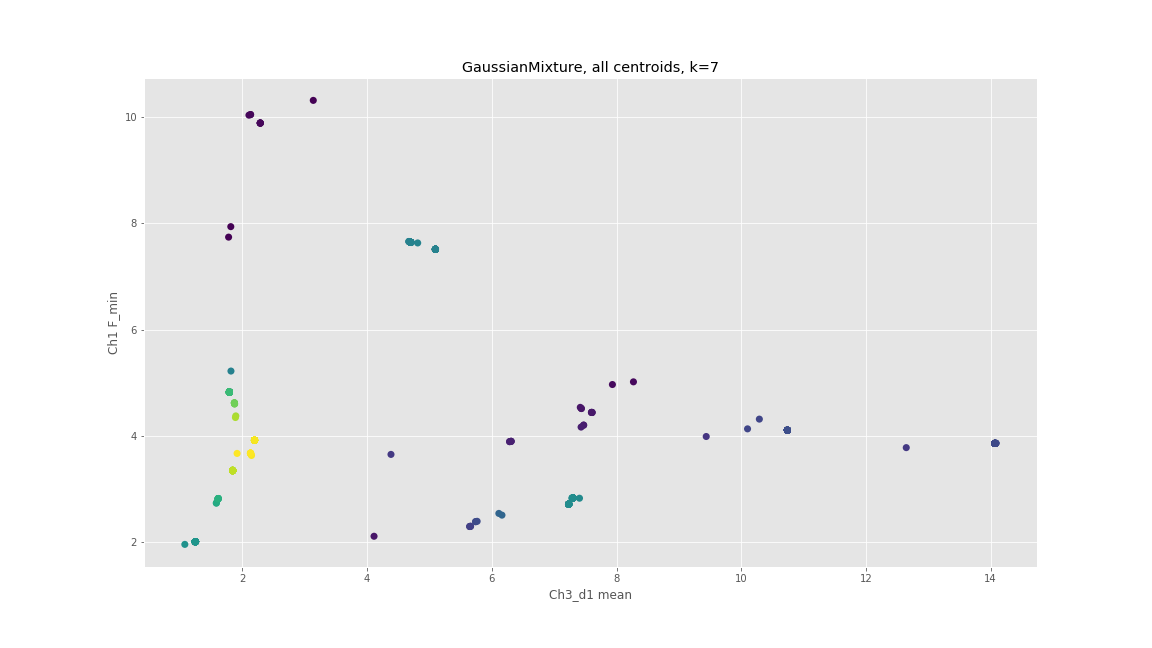 GaussianMixture, all centroids, k=7
10
8
6
4
2
Ch1 F_min
2 4 6 8 10 12 14
Ch3_d1 mean